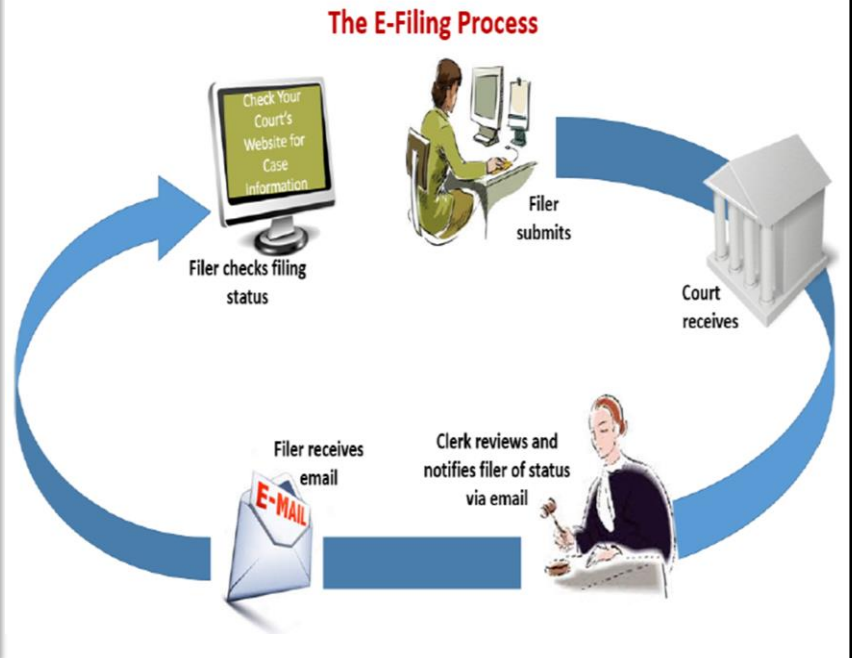 The E-Filing Process
Check Your
Court's
Website for
Case
Information
Filer checks filing
status
Filer
submits
Court
receives
Clerk reviews and
notifies filer of status
via email
Filer receives
email
E-MAIL